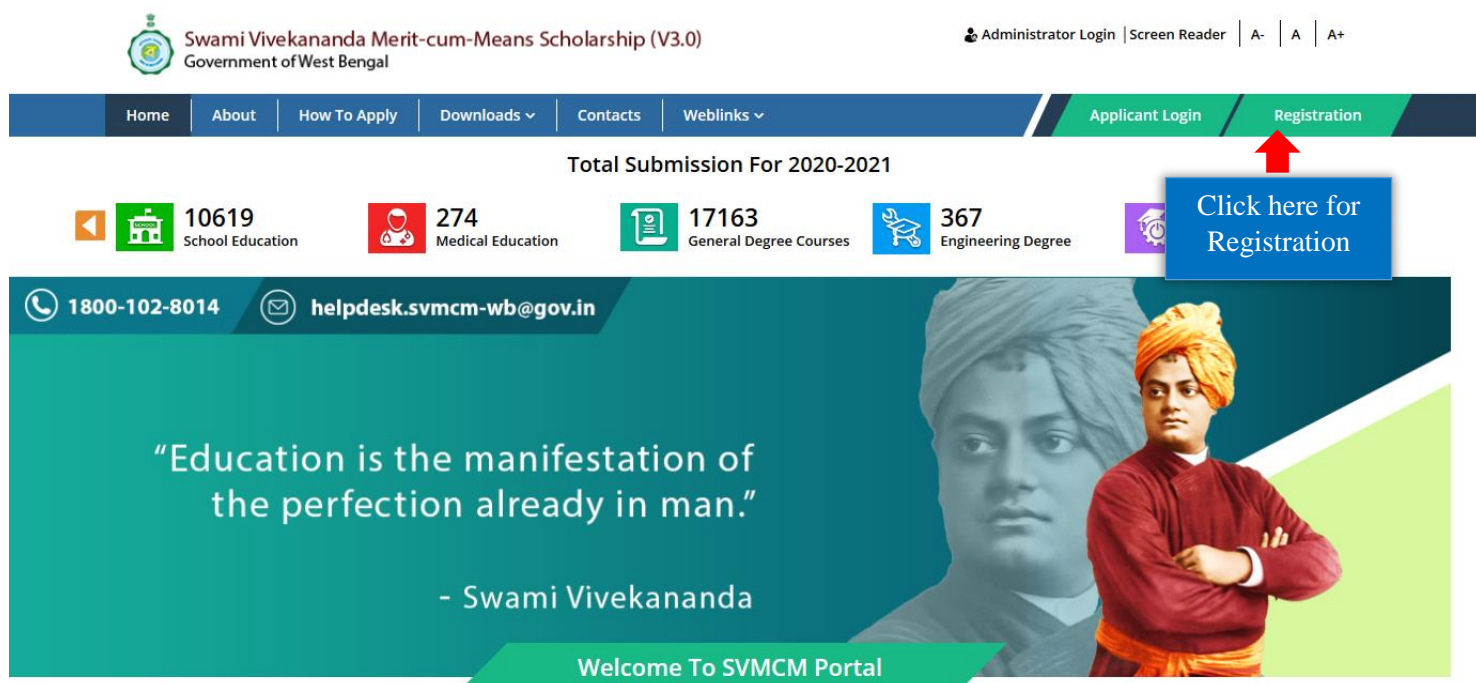 Swami Vivekananda Merit-cum-Means Scholarship (V3.0)
Government of West Bengal
Administrator Login | Screen Reader | A- | A | A+
Home | About | How To Apply | Downloads | Contacts | Weblinks
Applicant Login
Registration
Total Submission For 2020-2021
10619
School Education
274
Medical Education
17163
General Degree Courses
367
Engineering Degree
Click here for
Registration
1800-102-8014
helpdesk.svmcm-wb@gov.in
“Education is the manifestation of
the perfection already in man.”
- Swami Vivekananda
Welcome To SVMCM Portal